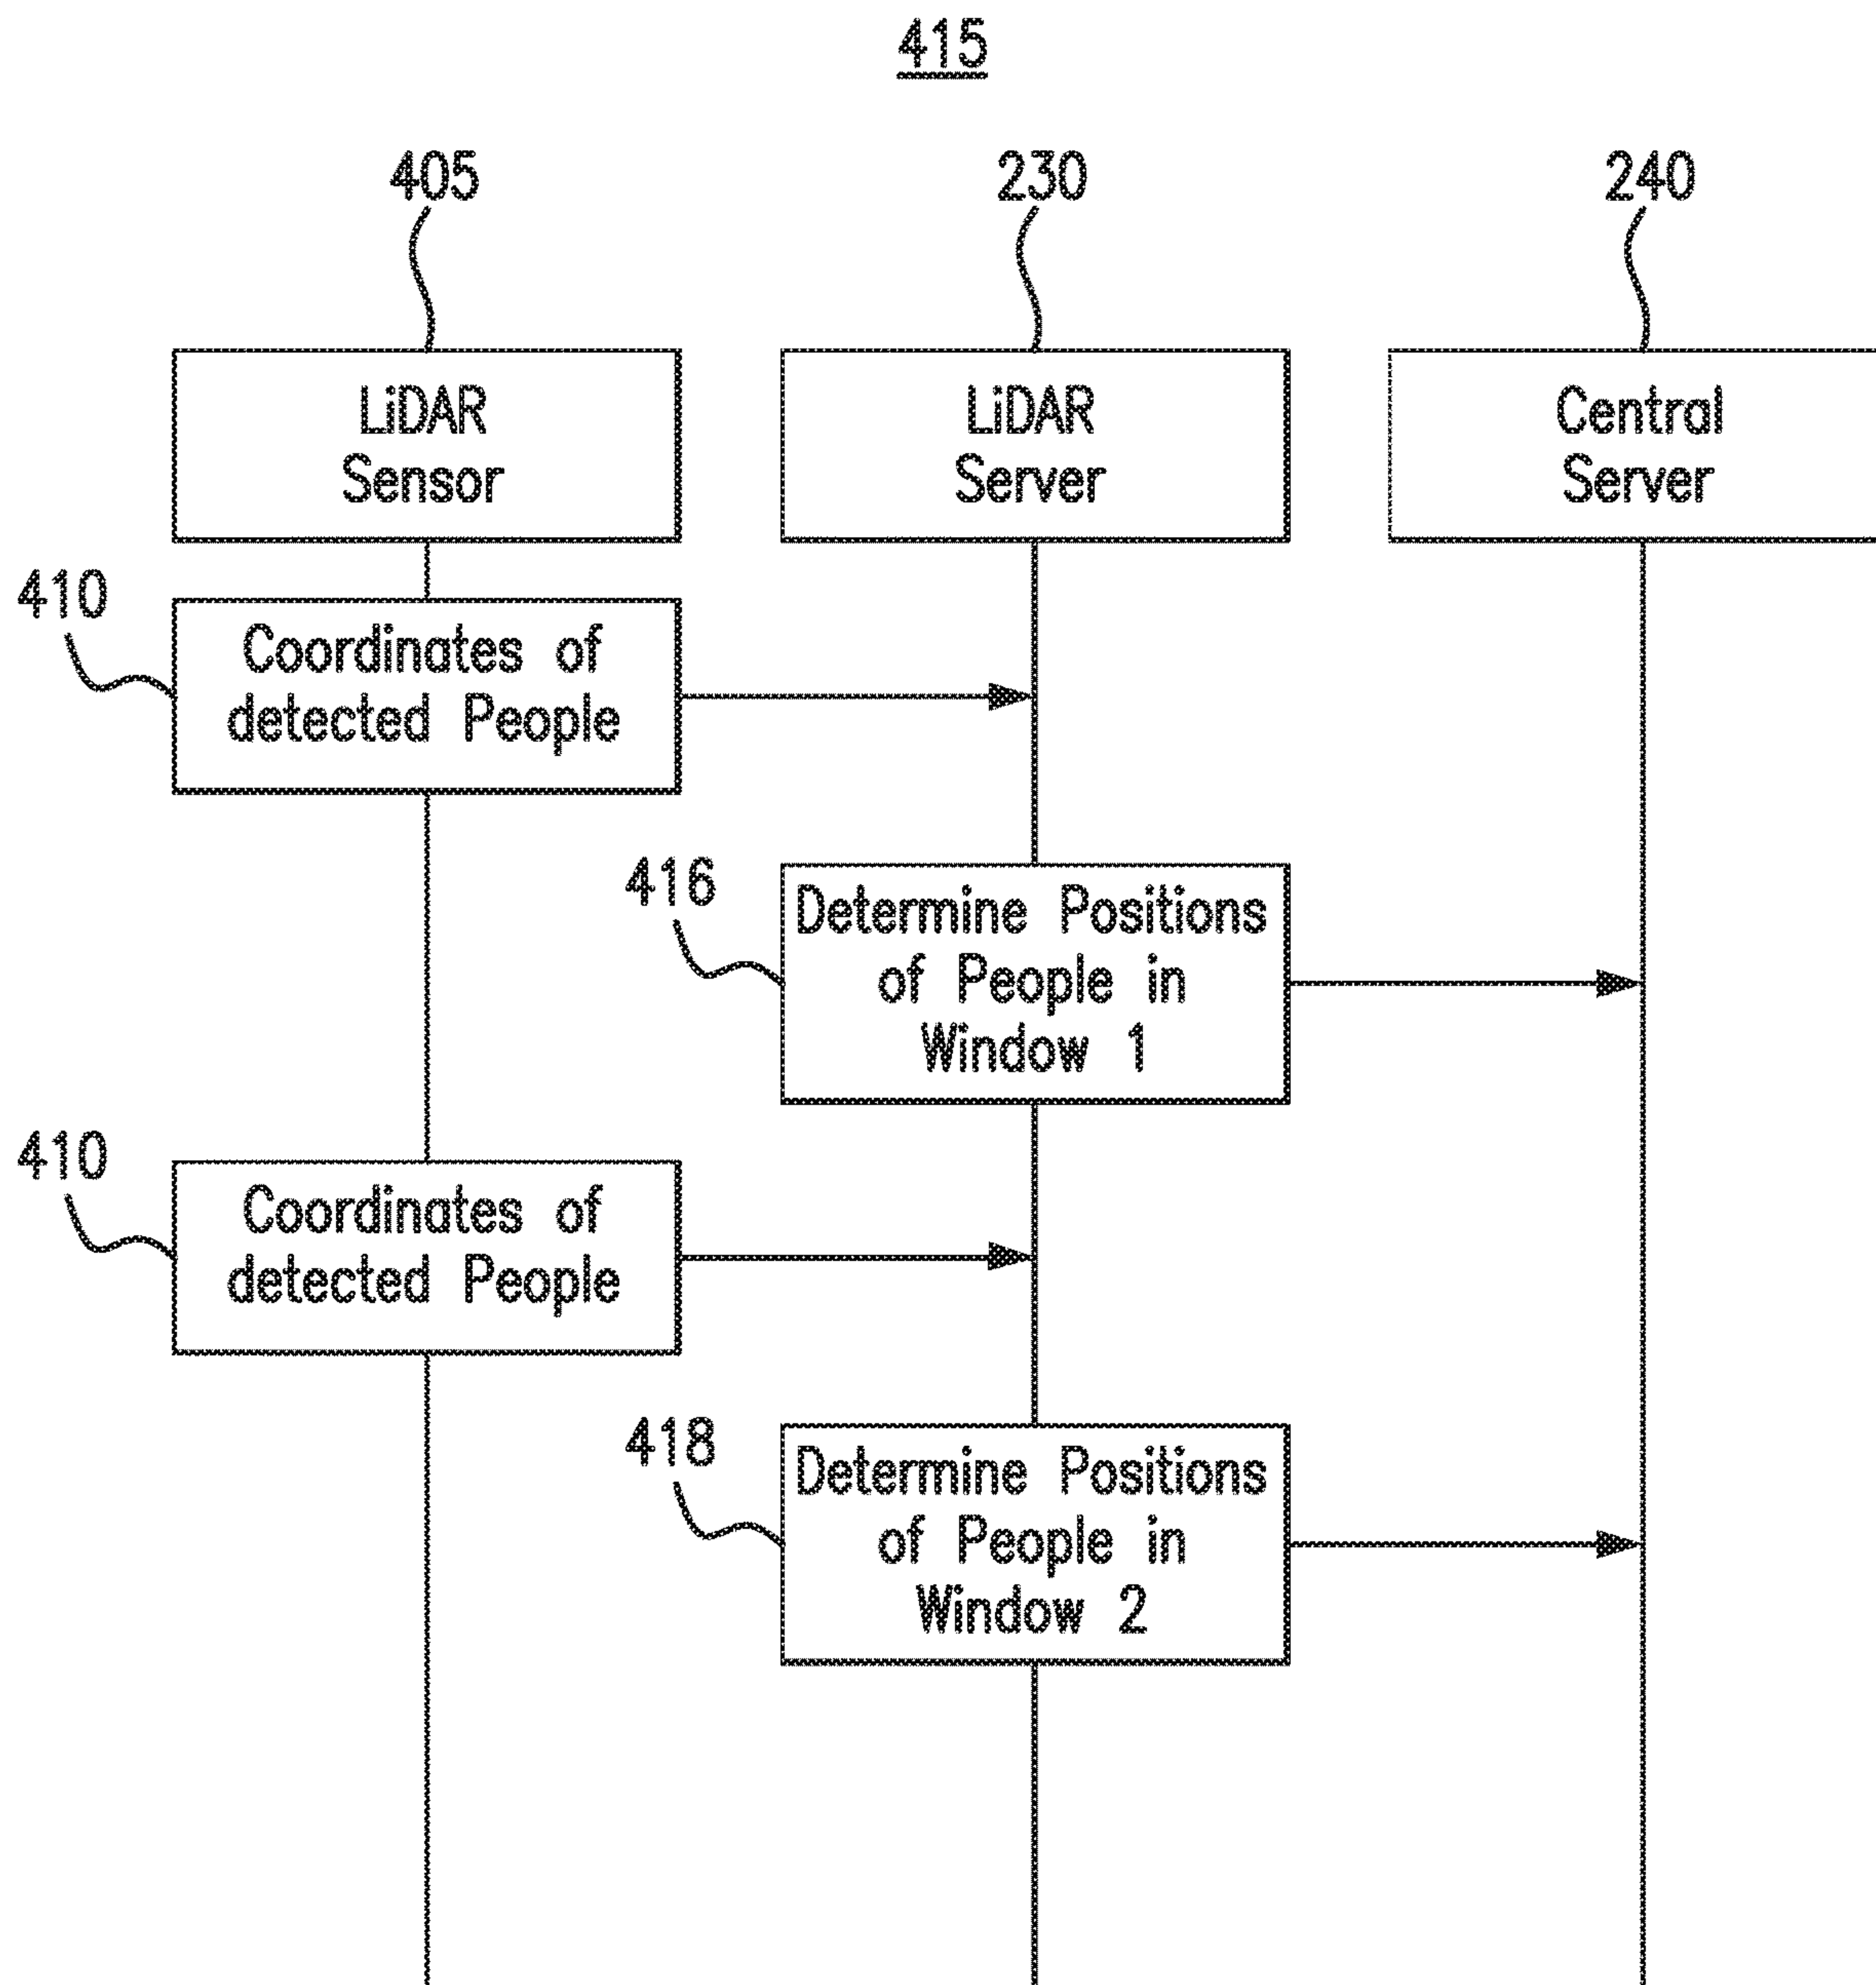 415
405
230
240
LiDAR
Sensor
LiDAR
Server
Central
Server
410
Coordinates of
detected People
416
Determine Positions
of People in
Window 1
410
Coordinates of
detected People
418
Determine Positions
of People in
Window 2